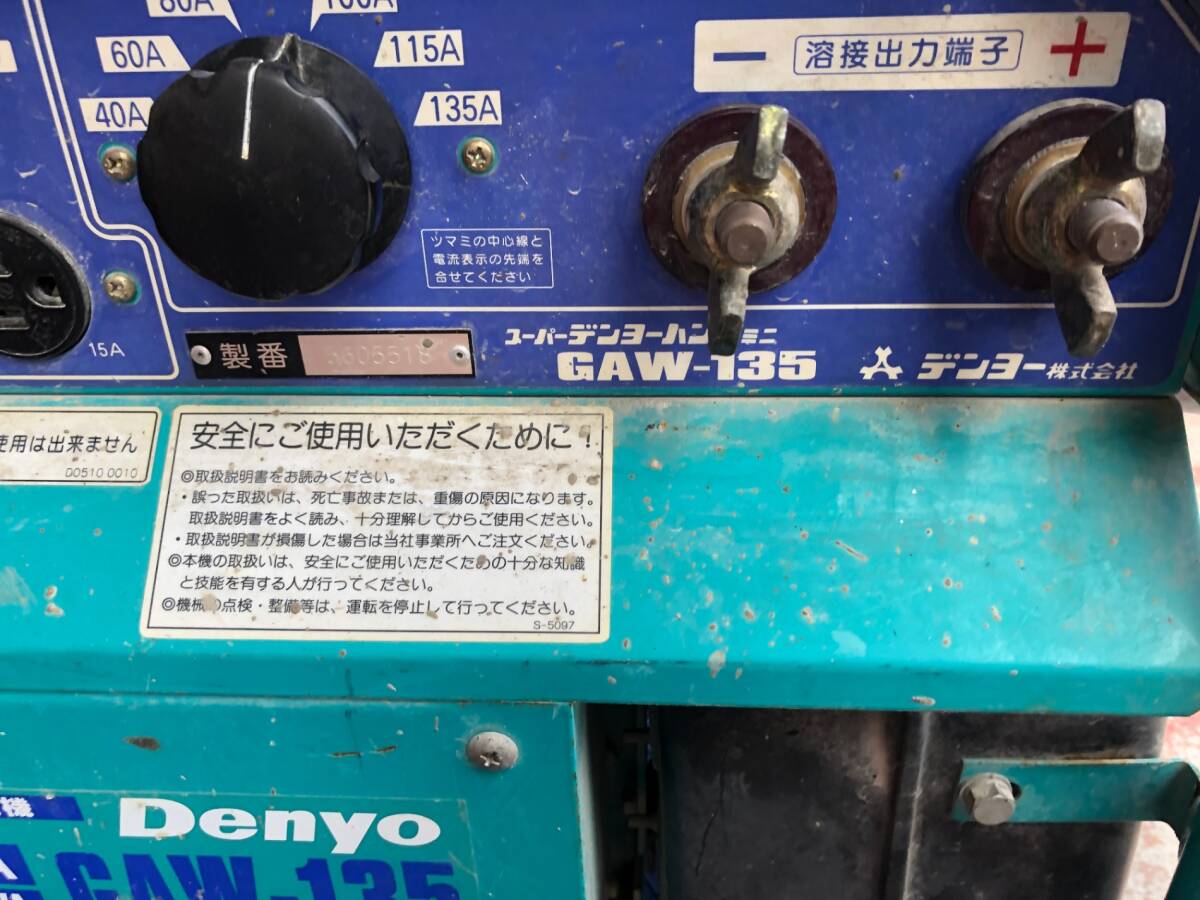 80A
100A
60A
115A
40A
135A
－ 溶接出力端子 ＋
ツマミの中心線と
電流表示の先端を
合せてください
15A
製番
スーパーデンヨーハン ミニ
GAW-135
デンヨー株式会社
使用は出来ません
00510 0010
安全にご使用いただくために！
◎取扱説明書をお読みください。
・誤った取扱いは、死亡事故または、重傷の原因になります。
取扱説明書をよく読み、十分理解してからご使用ください。
・取扱説明書が損傷した場合は当社事業所へご注文ください。
◎本機の取扱いは、安全にご使用いただくための十分な知識
と技能を有する人が行ってください。
◎機械の点検・整備等は、運転を停止して行ってください。
S-5097
機
Denyo
GAW-135